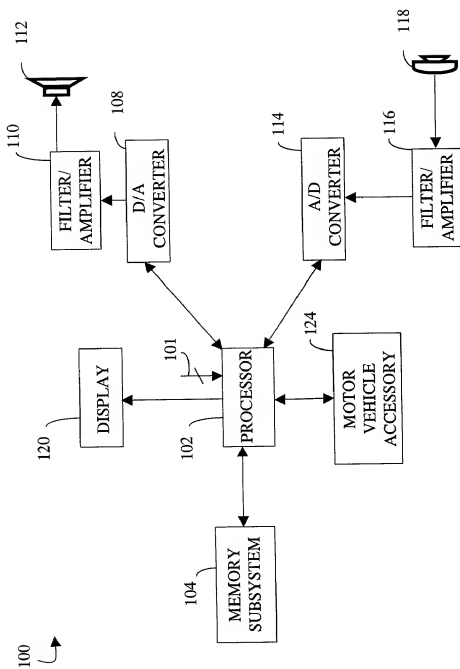 100
112
110
FILTER/
AMPLIFIER
108
D/A
CONVERTER
118
114
A/D
CONVERTER
116
FILTER/
AMPLIFIER
120
DISPLAY
101
102
PROCESSOR
124
MOTOR
VEHICLE
ACCESSORY
104
MEMORY
SUBSYSTEM